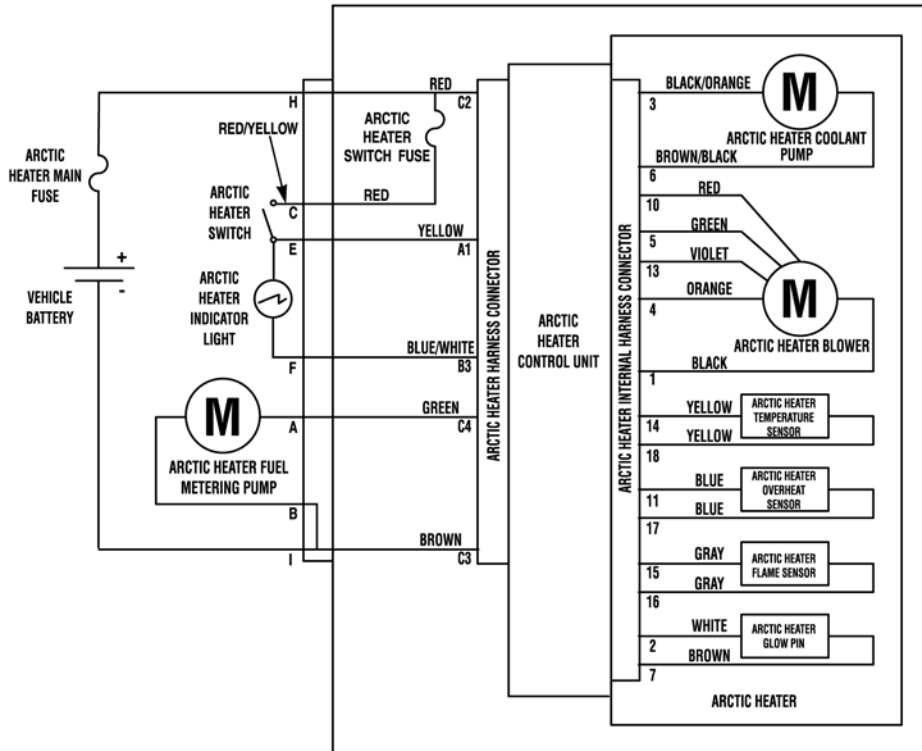 RED
H
C2
ARCTIC
HEATER
SWITCH FUSE
RED/YELLOW
ARCTIC
HEATER MAIN
FUSE
RED
C
ARCTIC
HEATER
SWITCH
YELLOW
E
A1
+
-
VEHICLE
BATTERY
ARCTIC
HEATER
INDICATOR
LIGHT
BLUE/WHITE
F
B3
M
GREEN
A
C4
ARCTIC HEATER FUEL
METERING PUMP
B
BROWN
I
C3
ARCTIC HEATER HARNESS CONNECTOR
ARCTIC
HEATER
CONTROL UNIT
ARCTIC HEATER INTERNAL HARNESS CONNECTOR
BLACK/ORANGE
3
M
ARCTIC HEATER COOLANT
PUMP
BROWN/BLACK
6
RED
10
GREEN
5
VIOLET
13
ORANGE
4
M
ARCTIC HEATER BLOWER
BLACK
1
YELLOW
14
YELLOW
18
ARCTIC HEATER
TEMPERATURE
SENSOR
BLUE
11
BLUE
17
ARCTIC HEATER
OVERHEAT
SENSOR
GRAY
15
GRAY
16
ARCTIC HEATER
FLAME SENSOR
WHITE
2
BROWN
7
ARCTIC HEATER
GLOW PIN
ARCTIC HEATER